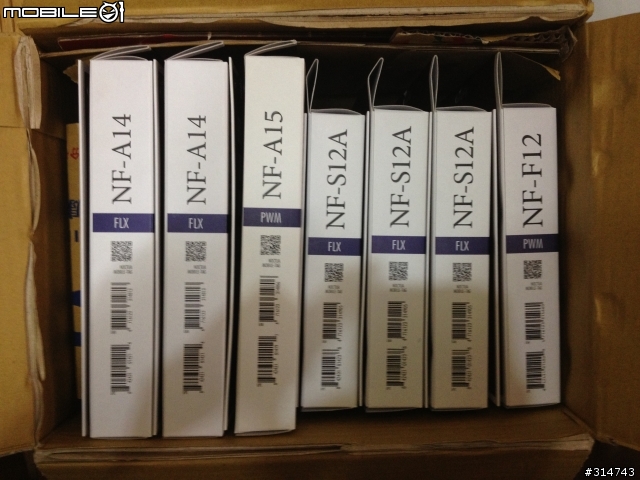 MOBILE01
NF-A14
FLX
NF-A14
FLX
NF-A15
PWM
NF-S12A
FLX
NF-S12A
FLX
NF-S12A
FLX
NF-F12
PWM
#314743